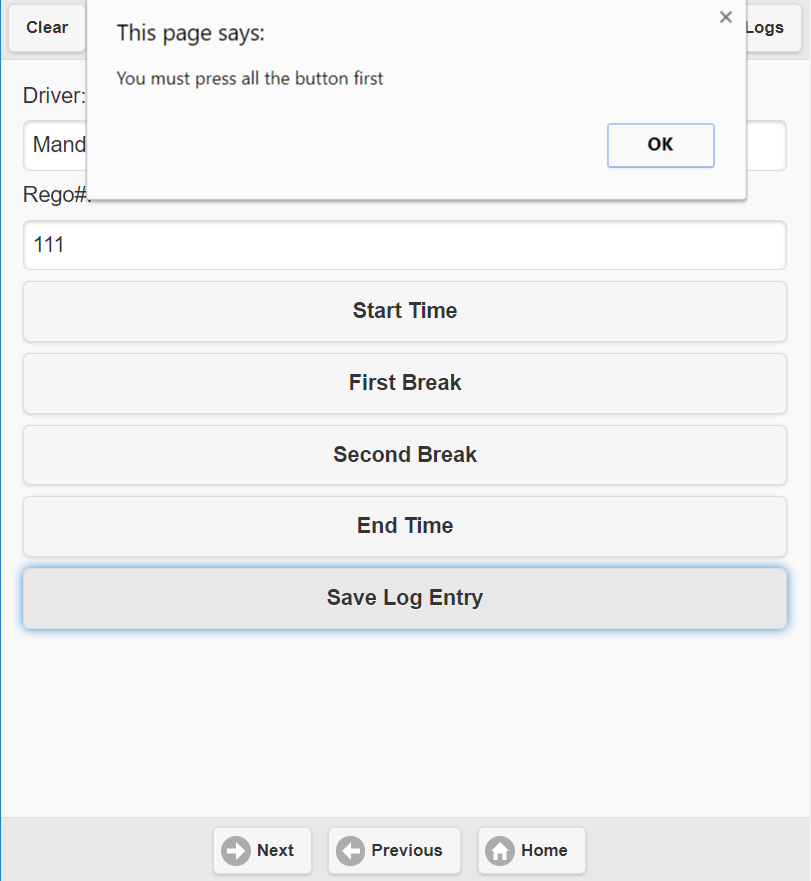 Clear
This page says:
Logs
You must press all the button first
Driver:
Mand
OK
Rego#:
111
Start Time
First Break
Second Break
End Time
Save Log Entry
Next
Previous
Home